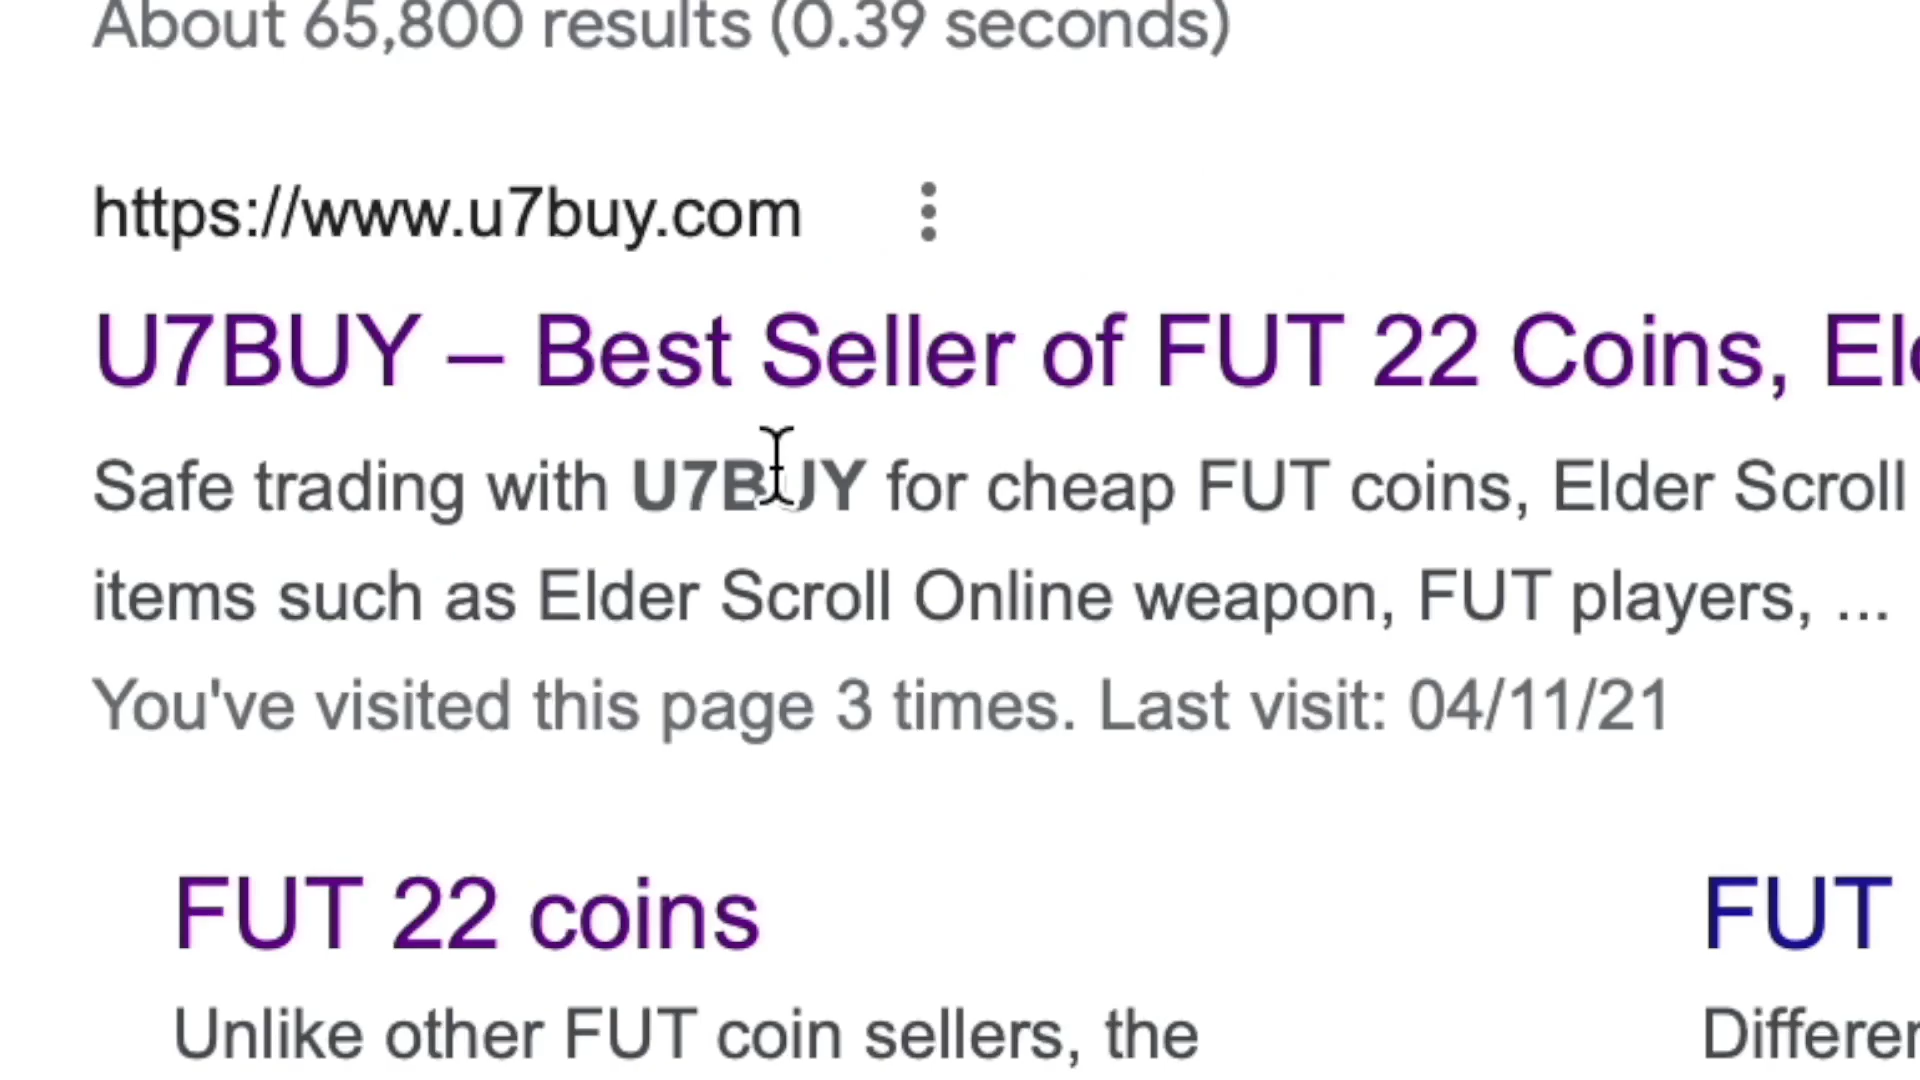 About 65,800 results (0.39 seconds)
https://www.u7buy.com
U7BUY – Best Seller of FUT 22 Coins,
Safe trading with U7BUY for cheap FUT coins, Elder Scroll
items such as Elder Scroll Online weapon, FUT players, ...
You've visited this page 3 times. Last visit: 04/11/21
FUT 22 coins
FUT
Unlike other FUT coin sellers, the